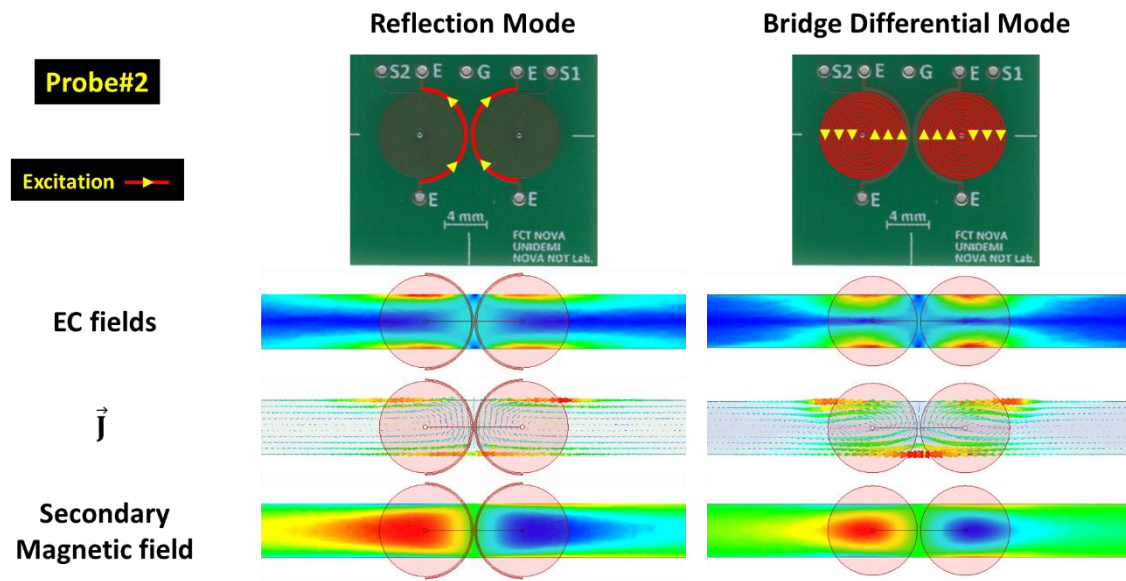 Reflection Mode
Bridge Differential Mode
Probe#2
Excitation
S2 E G E S1
E E
4 mm
FCT NOVA
UNIDEMI
NOVA NDT Lab.
S2 E G E S1
E E
4 mm
FCT NOVA
UNIDEMI
NOVA NDT Lab.
EC fields
J
Secondary
Magnetic field